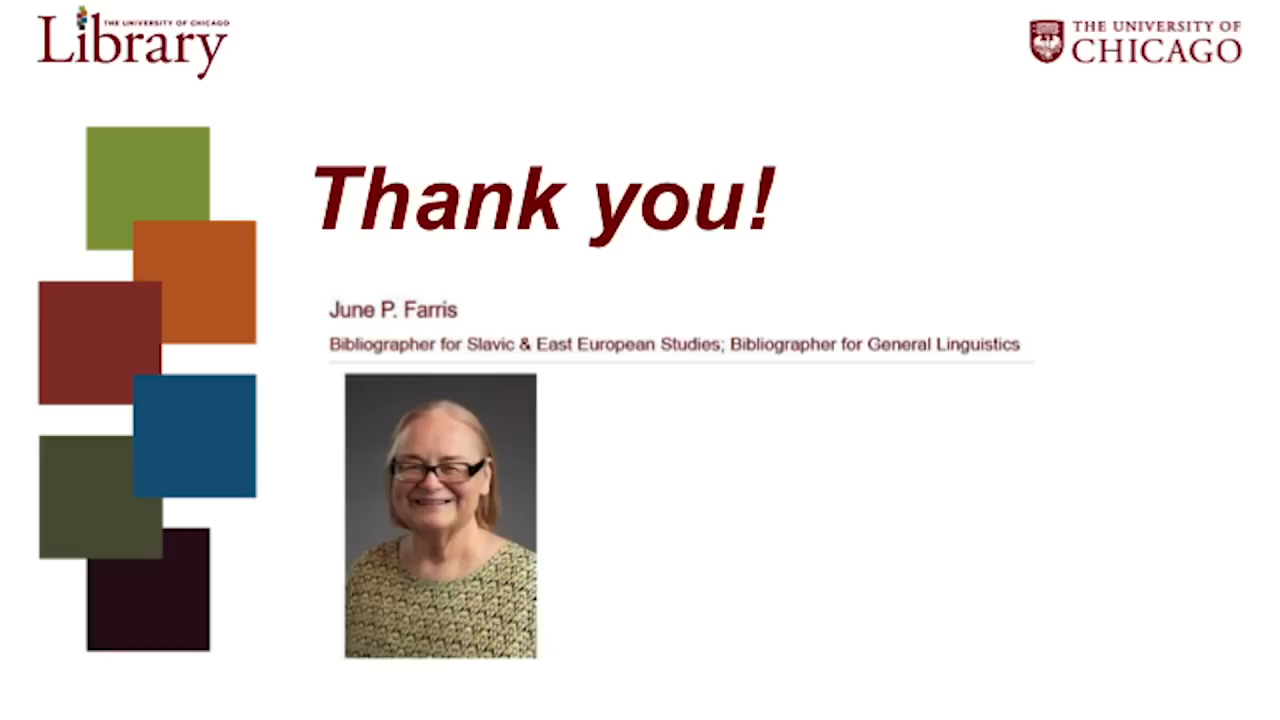 THE UNIVERSITY OF CHICAGO
Library
THE UNIVERSITY OF
CHICAGO
Thank you!
June P. Farris
Bibliographer for Slavic & East European Studies; Bibliographer for General Linguistics